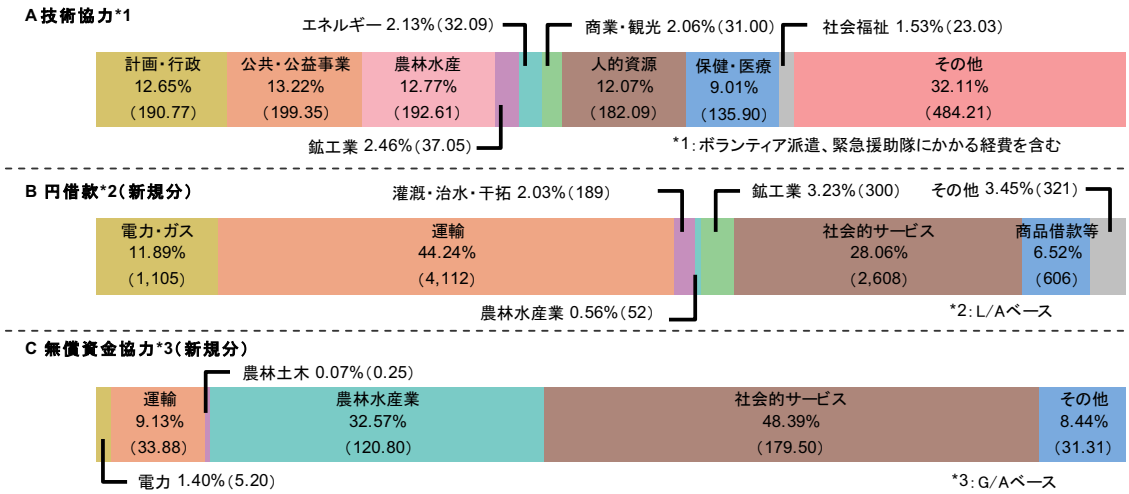 A 技術協力*1
エネルギー 2.13%(32.09)
商業・観光 2.06%(31.00)
社会福祉 1.53%(23.03)
計画・行政
12.65%
(190.77)
公共・公益事業
13.22%
(199.35)
農林水産
12.77%
(192.61)
人的資源
12.07%
(182.09)
保健・医療
9.01%
(135.90)
その他
32.11%
(484.21)
鉱工業 2.46%(37.05)
*1:ボランティア派遣、緊急援助隊にかかる経費を含む
B 円借款*2(新規分)
灌漑・治水・干拓 2.03%(189)
鉱工業 3.23%(300)
その他 3.45%(321)
電力・ガス
11.89%
(1,105)
運輸
44.24%
(4,112)
社会的サービス
28.06%
(2,608)
商品借款等
6.52%
(606)
農林水産業 0.56%(52)
*2:L/Aベース
C 無償資金協力*3(新規分)
農林土木 0.07%(0.25)
運輸
9.13%
(33.88)
農林水産業
32.57%
(120.80)
社会的サービス
48.39%
(179.50)
その他
8.44%
(31.31)
電力 1.40%(5.20)
*3:G/Aベース